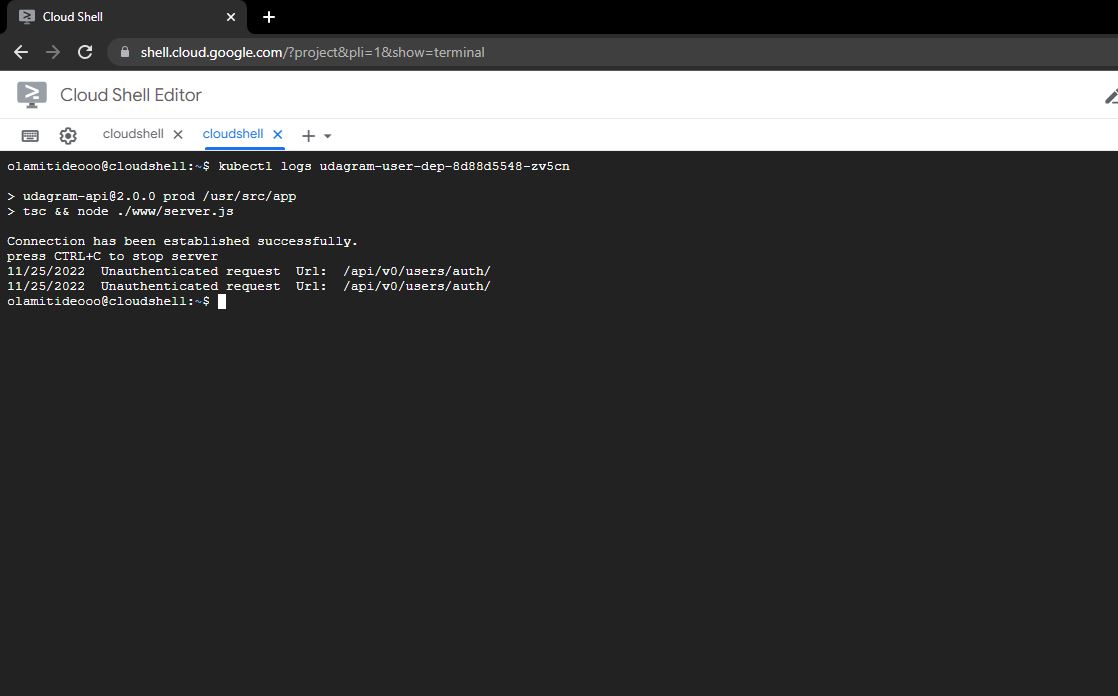 Cloud Shell
shell.cloud.google.com/?project&pli=1&show=terminal
Cloud Shell Editor
cloudshell cloudshell
olamitideooo@cloudshell:~$ kubectl logs udagram-user-dep-8d88d5548-zv5cn
> udagram-api@2.0.0 prod /usr/src/app
> tsc && node ./www/server.js
Connection has been established successfully.
press CTRL+C to stop server
11/25/2022  Unauthenticated request  Url:  /api/v0/users/auth/
11/25/2022  Unauthenticated request  Url:  /api/v0/users/auth/
olamitideooo@cloudshell:~$